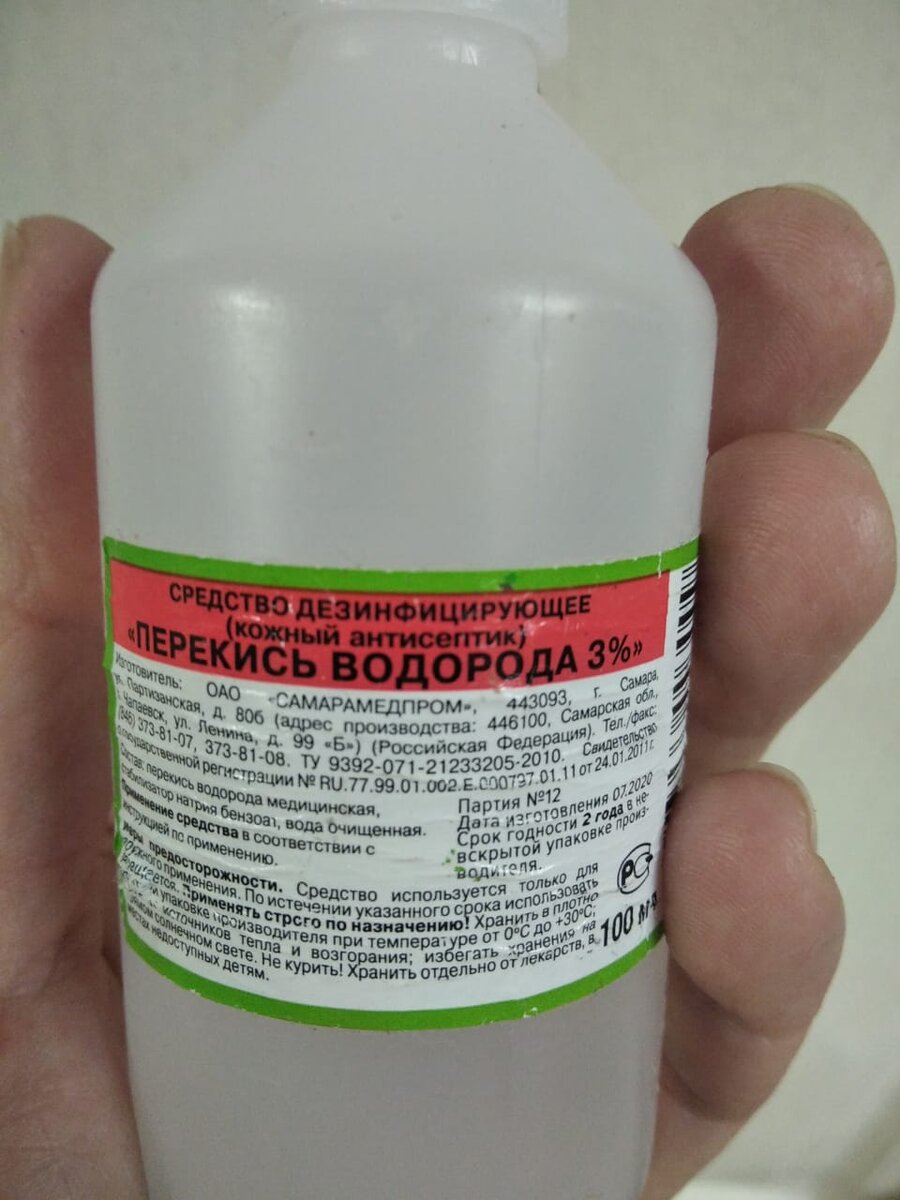 СРЕДСТВО ДЕЗИНФИЦИРУЮЩЕЕ
(кожный антисептик)
«ПЕРЕКИСЬ ВОДОРОДА 3%»
Изготовитель: ОАО «САМАРАМЕДПРОМ», 443093, г. Самара,
ул. Партизанская, д. 80б (адрес производства: 446100, Самарская обл.,
г. Чапаевск, ул. Ленина, д. 99 «Б») (Российская Федерация). Тел./факс:
(846) 373-81-07, 373-81-08. ТУ 9392-071-21233205-2010. Свидетельство
о государственной регистрации № RU.77.99.01.002.Е.000797.01.11 от 24.01.2011г.
Состав: перекись водорода медицинская,
стабилизатор натрия бензоат, вода очищенная.
Применение средства в соответствии с
инструкцией по применению.
Партия №12
Дата изготовления 07.2020
Срок годности 2 года в не-
вскрытой упаковке произ-
водителя.
Меры предосторожности. Средство используется только для
наружного применения. По истечении указанного срока использовать
Применять строго по назначению! Хранить в плотно
упаковке производителя при температуре от 0°С до +30°С;
источников тепла и возгорания; избегать хранения на
прямом солнечном свете. Не курить! Хранить отдельно от лекарств, в
местах недоступных детям.
РС
100 мл